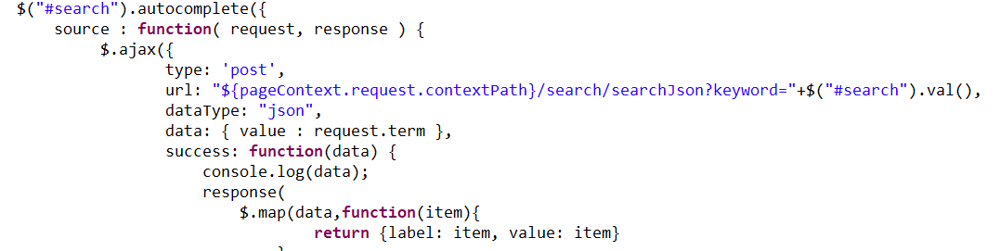 $("#search").autocomplete({
source : function( request, response ) {
$.ajax({
type: 'post',
url: "${pageContext.request.contextPath}/search/searchJson?keyword="+$("#search").val(),
dataType: "json",
data: { value : request.term },
success: function(data) {
console.log(data);
response(
$.map(data,function(item){
return {label: item, value: item}